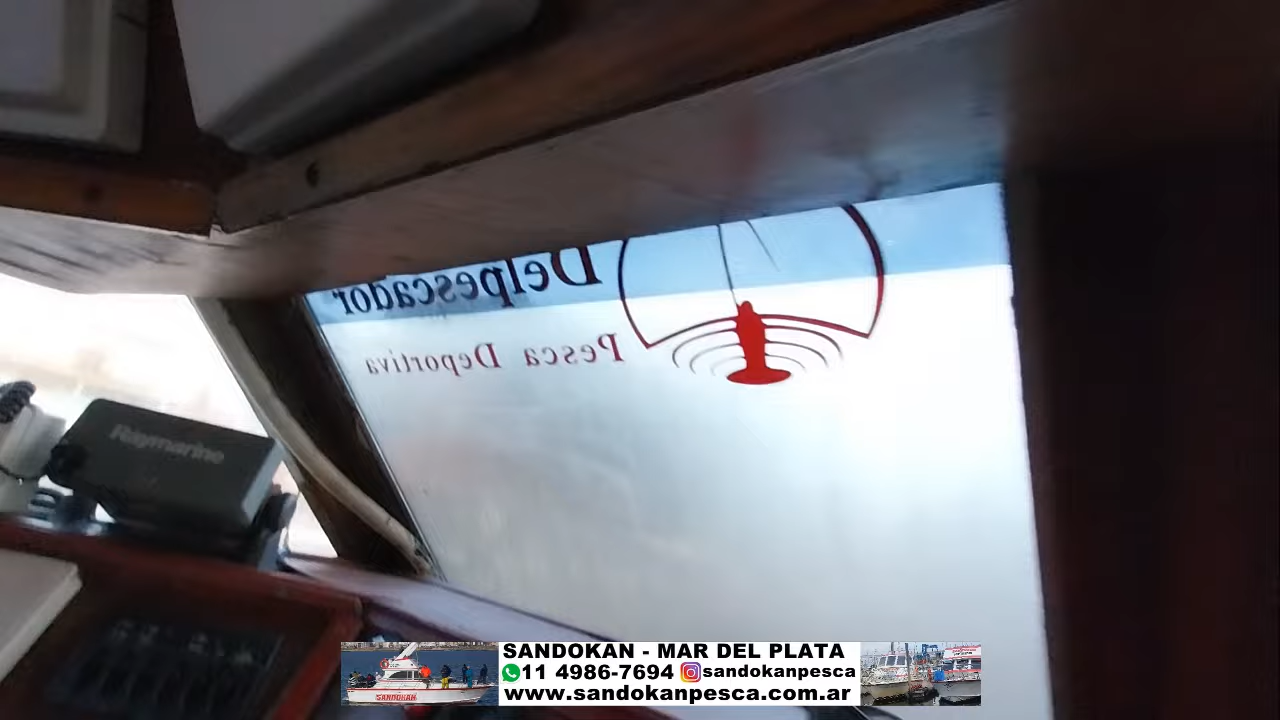 Delpescador
Pesca Deportiva
Raymarine
SANDOKAN - MAR DEL PLATA
11 4986-7694 sandokanpesca
www.sandokanpesca.com.ar
SANDOKAN